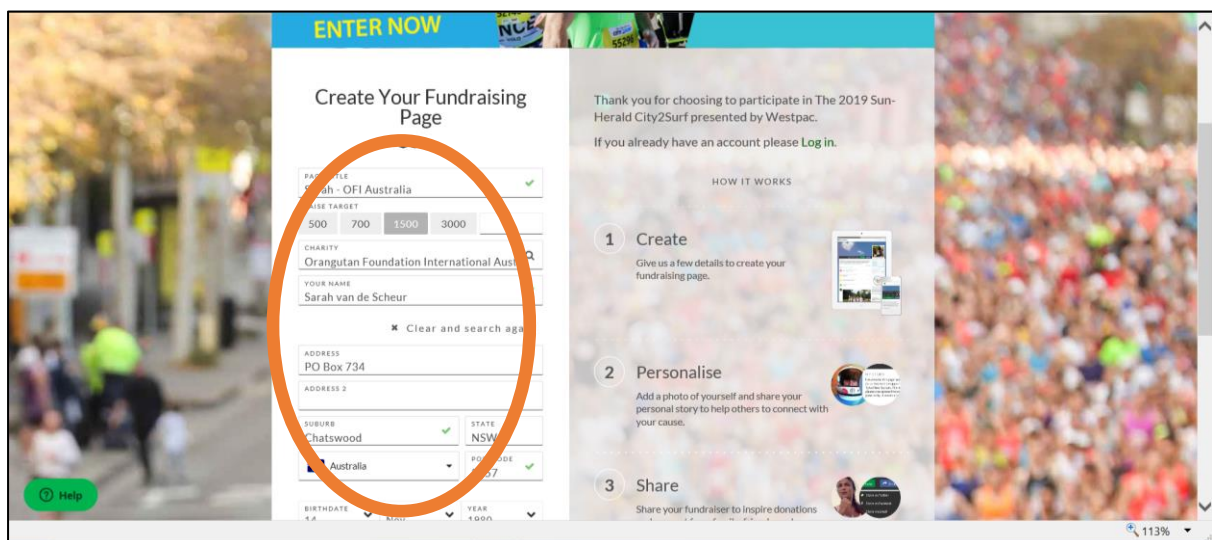 ENTER NOW
55298
Create Your Fundraising
Page
PAGE TITLE
Sarah - OFI Australia
RAISE TARGET
500 700 1500 3000
CHARITY
Orangutan Foundation International Aust
YOUR NAME
Sarah van de Scheur
✖ Clear and search aga
ADDRESS
PO Box 734
ADDRESS 2
SUBURB
Chatswood
STATE
NSW
Australia
POSTCODE
BIRTHDATE
14 Nov
YEAR
1980
Help
Thank you for choosing to participate in The 2019 Sun-
Herald City2Surf presented by Westpac.
If you already have an account please Log in.
HOW IT WORKS
1 Create
Give us a few details to create your
fundraising page.
2 Personalise
Add a photo of yourself and share your
personal story to help others to connect with
your cause.
3 Share
Share your fundraiser to inspire donations
113%